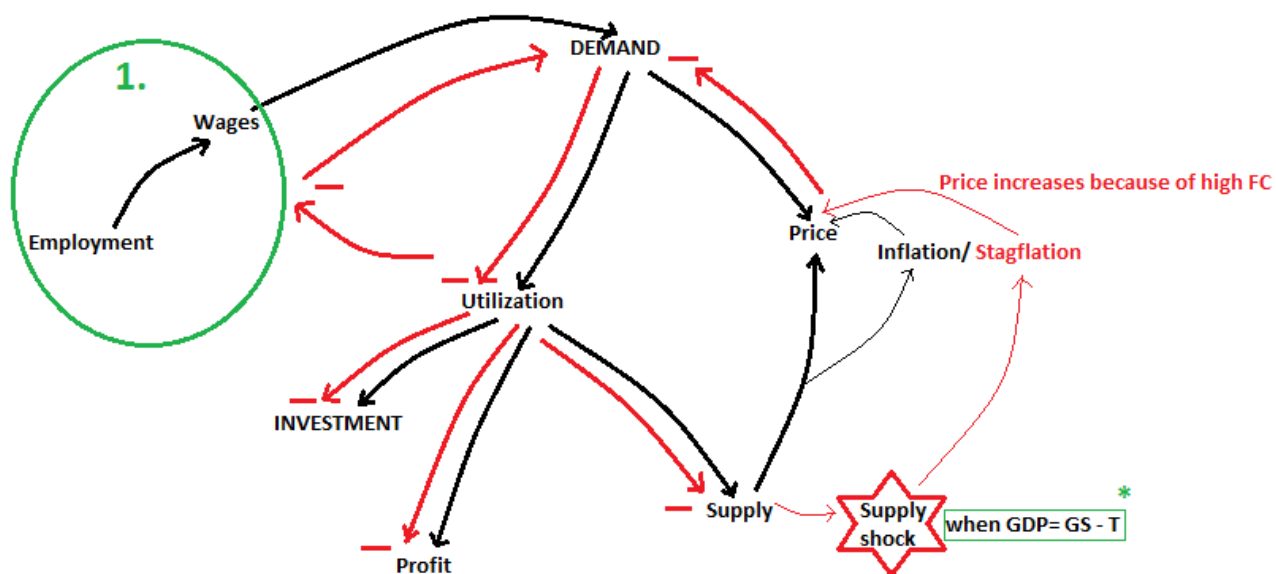 DEMAND
1.
Wages
Price increases because of high FC
Employment
Price
Inflation/ Stagflation
Utilization
INVESTMENT
Supply
Supply
shock
when GDP= GS - T
*
Profit